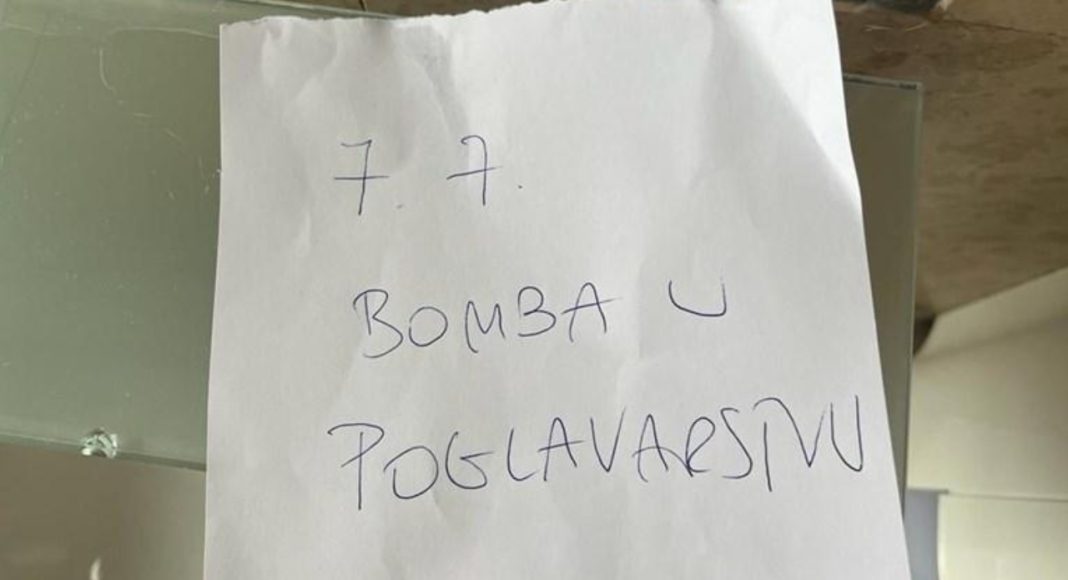 7. 7.
BOMBA U
POGLAVARSTVU